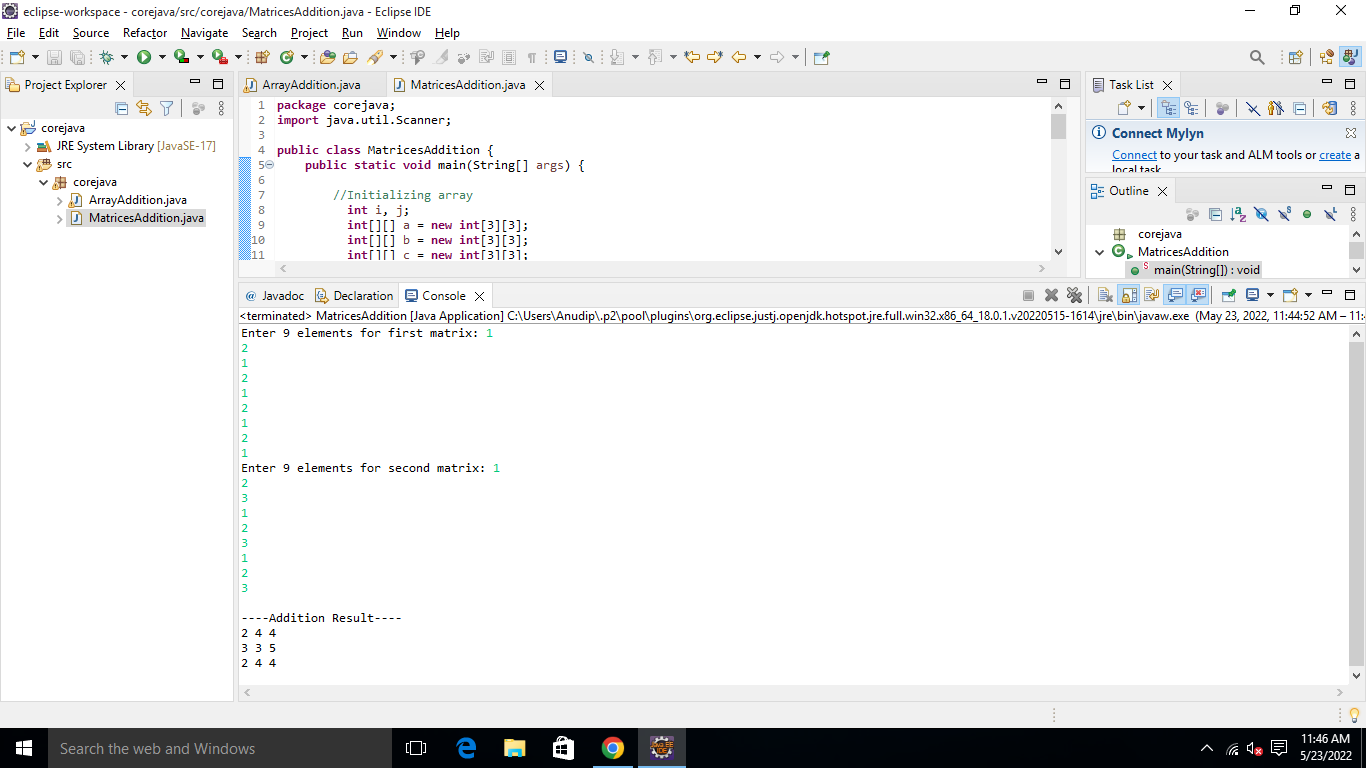 eclipse-workspace - corejava/src/corejava/MatricesAddition.java - Eclipse IDE
File Edit Source Refactor Navigate Search Project Run Window Help
Project Explorer
corejava
JRE System Library [JavaSE-17]
src
corejava
ArrayAddition.java
MatricesAddition.java
ArrayAddition.java
MatricesAddition.java
1 package corejava;
2 import java.util.Scanner;
3
4 public class MatricesAddition {
5 public static void main(String[] args) {
6
7 //Initializing array
8 int i, j;
9 int[][] a = new int[3][3];
10 int[][] b = new int[3][3];
11 int[][] c = new int[3][3];
Task List
Connect Mylyn
Connect to your task and ALM tools or create a
local task.
Outline
corejava
MatricesAddition
main(String[]) : void
@ Javadoc Declaration Console
<terminated> MatricesAddition [Java Application] C:\Users\Anudip\.p2\pool\plugins\org.eclipse.justj.openjdk.hotspot.jre.full.win32.x86_64_18.0.1.v20220515-1614\jre\bin\javaw.exe (May 23, 2022, 11:44:52 AM – 11:
Enter 9 elements for first matrix: 1
2
1
2
1
2
1
2
1
Enter 9 elements for second matrix: 1
2
3
1
2
3
1
2
3
----Addition Result----
2 4 4
3 3 5
2 4 4
Search the web and Windows
11:46 AM
5/23/2022